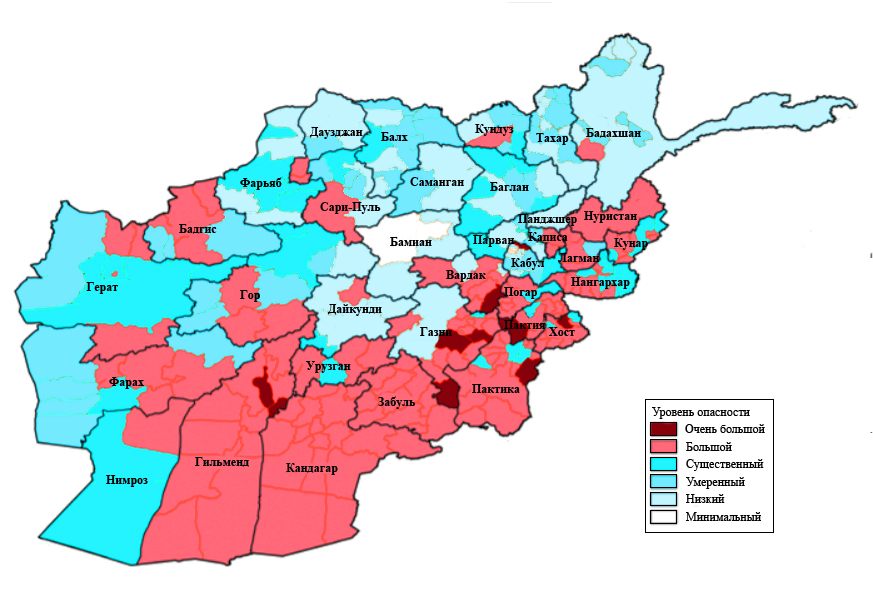 Даузджан
Балх
Кундуз
Тахар
Бадахшан
Фарьяб
Саманган
Баглан
Сари-Пуль
Панджшер
Нуристан
Бадгис
Бамиан
Парван
Каписа
Кунар
Кабул
Лагман
Вардак
Нангархар
Герат
Гор
Погар
Дайкунди
Газни
Пактия
Хост
Урузган
Фарах
Забуль
Пактика
Гильменд
Кандагар
Нимроз
Уровень опасности
Очень большой
Большой
Существенный
Умеренный
Низкий
Минимальный